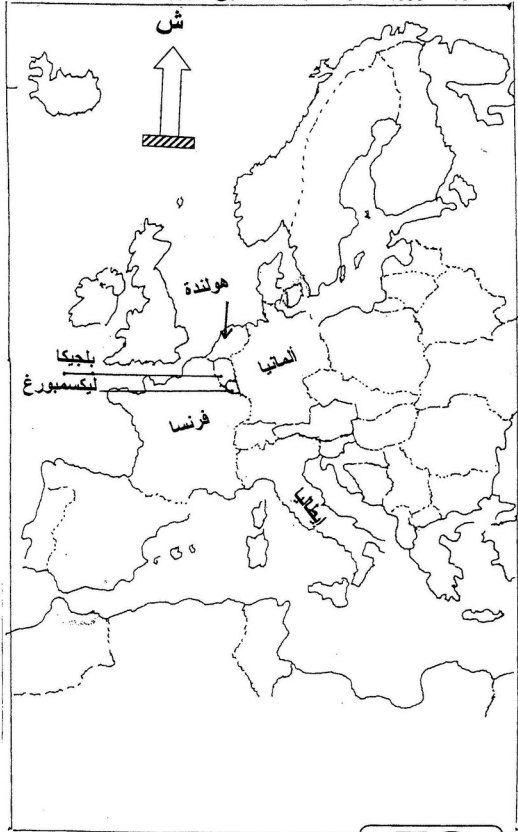 ش
هولندة
بلجيكا
ليكسمبورغ
ألمانيا
فرنسا
إيطاليا